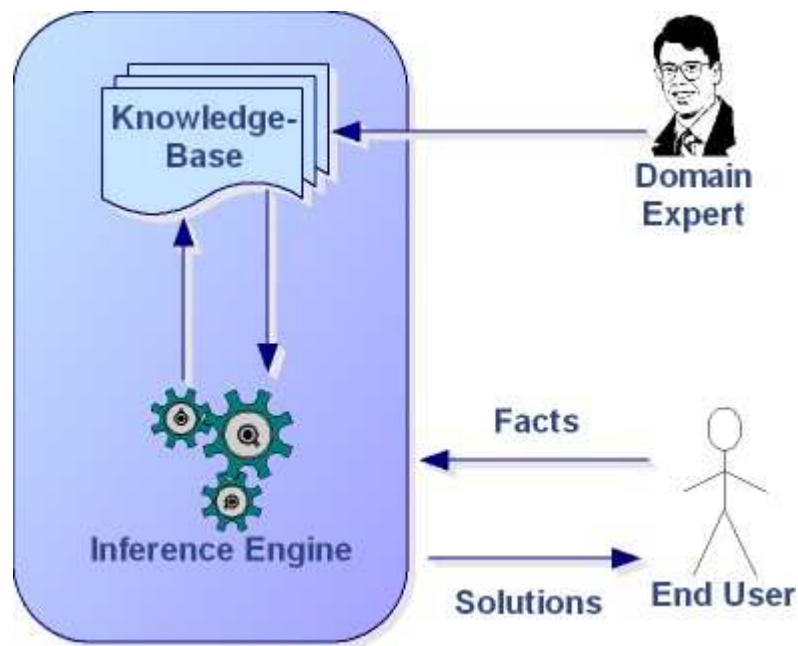 Knowledge-
Base
Domain
Expert
Facts
Inference Engine
Solutions
End User